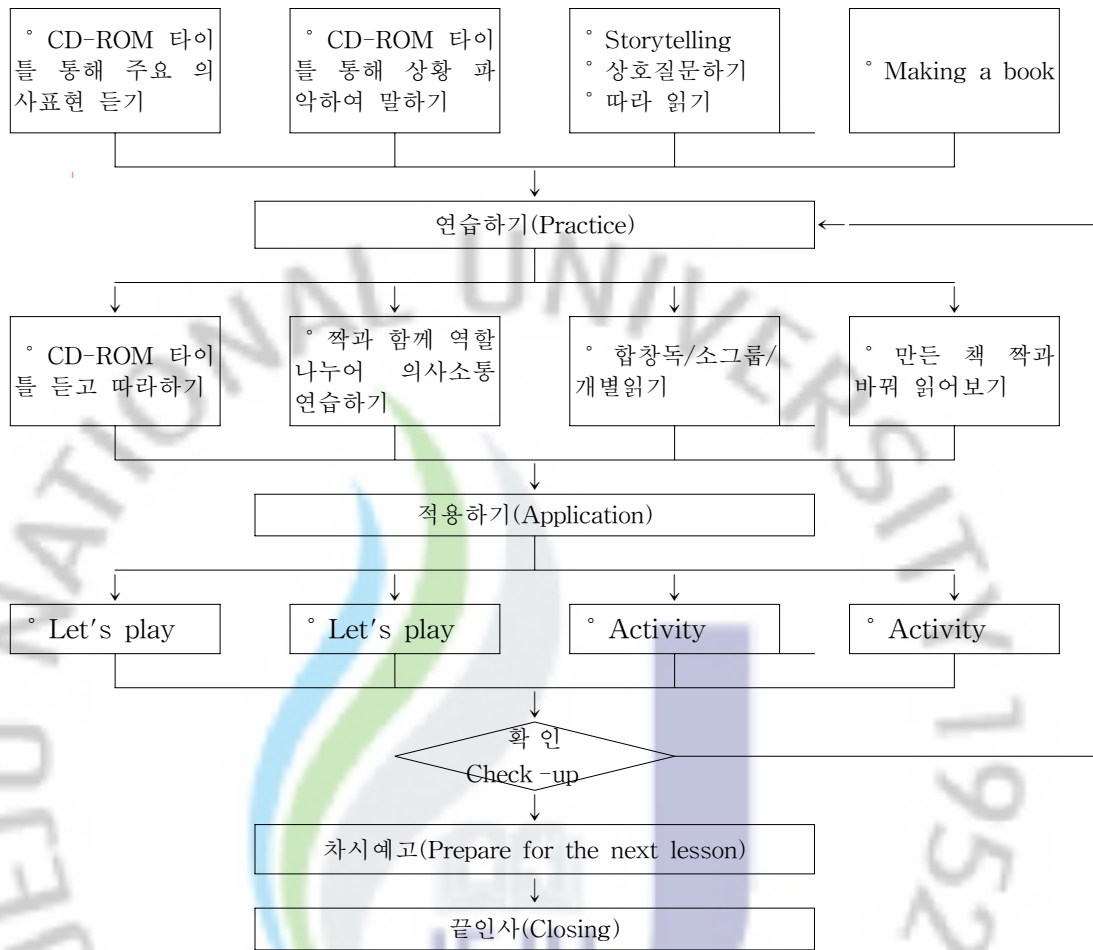 ° CD-ROM 타이
틀 통해 주요 의
사표현 듣기
° CD-ROM 타이
틀 통해 상황 파
악하여 말하기
° Storytelling
° 상호질문하기
° 따라 읽기
° Making a book
연습하기(Practice)
° CD-ROM 타이
틀 듣고 따라하기
° 짝과 함께 역할
나누어 의사소통
연습하기
° 합창독/소그룹/
개별읽기
° 만든 책 짝과
바꿔 읽어보기
적용하기(Application)
° Let's play
° Let's play
° Activity
° Activity
확 인
Check -up
차시예고(Prepare for the next lesson)
끝인사(Closing)
JEJU NATIONAL UNIVERSITY 1952